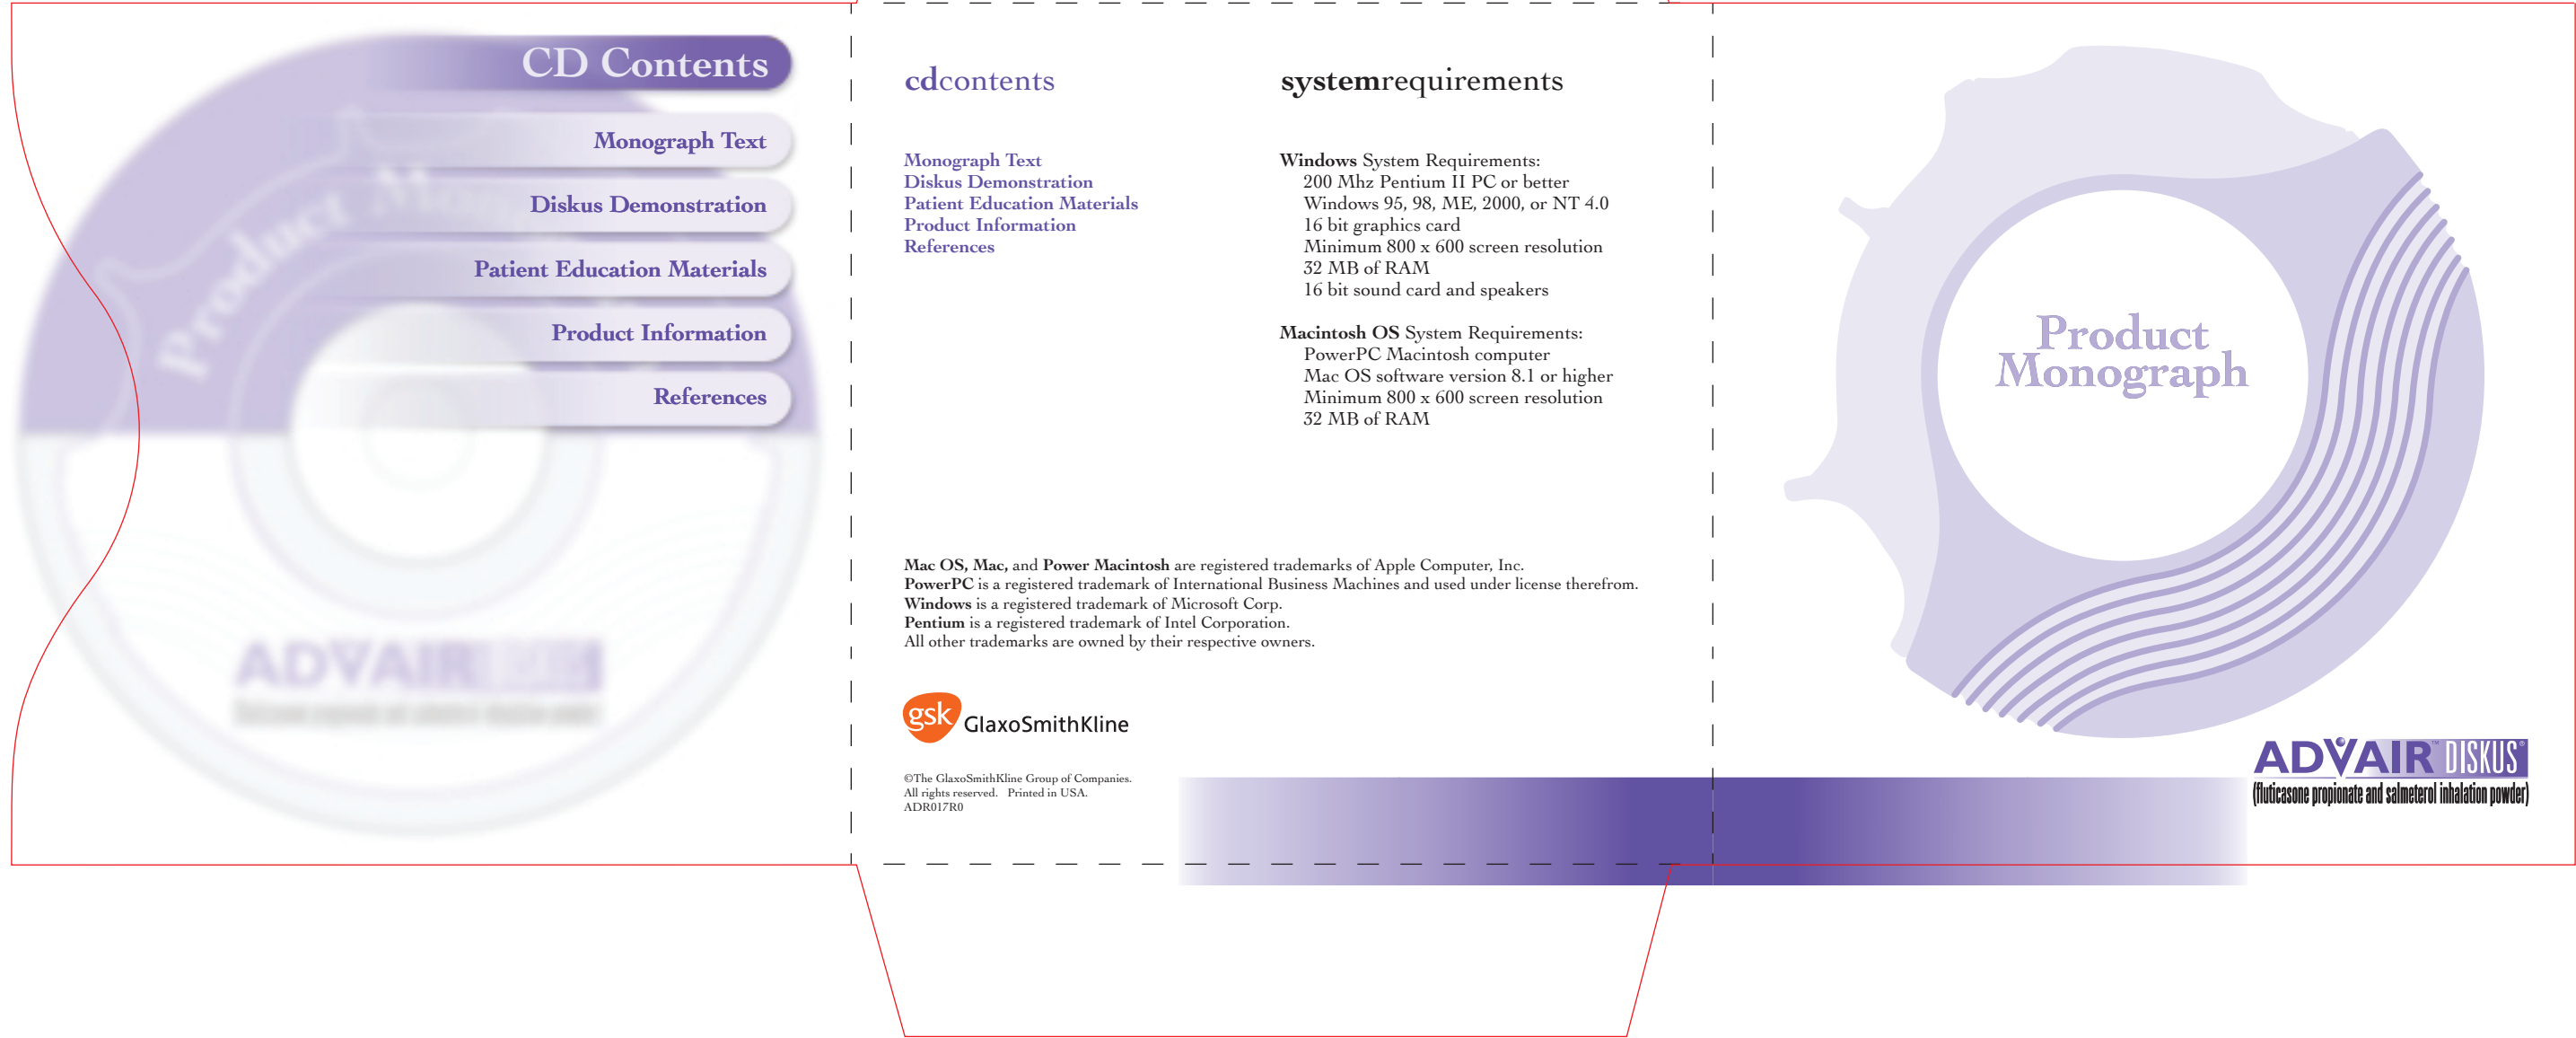 CD Contents
Monograph Text
Diskus Demonstration
Patient Education Materials
Product Information
References
Product
ADVAIR
cdcontents
Monograph Text
Diskus Demonstration
Patient Education Materials
Product Information
References
systemrequirements
Windows System Requirements:
200 Mhz Pentium II PC or better
Windows 95, 98, ME, 2000, or NT 4.0
16 bit graphics card
Minimum 800 x 600 screen resolution
32 MB of RAM
16 bit sound card and speakers
Macintosh OS System Requirements:
PowerPC Macintosh computer
Mac OS software version 8.1 or higher
Minimum 800 x 600 screen resolution
32 MB of RAM
Mac OS, Mac, and Power Macintosh are registered trademarks of Apple Computer, Inc.
PowerPC is a registered trademark of International Business Machines and used under license therefrom.
Windows is a registered trademark of Microsoft Corp.
Pentium is a registered trademark of Intel Corporation.
All other trademarks are owned by their respective owners.
gsk GlaxoSmithKline
©The GlaxoSmithKline Group of Companies.
All rights reserved. Printed in USA.
ADR017R0
Product
Monograph
ADVAIR™ DISKUS®
(fluticasone propionate and salmeterol inhalation powder)